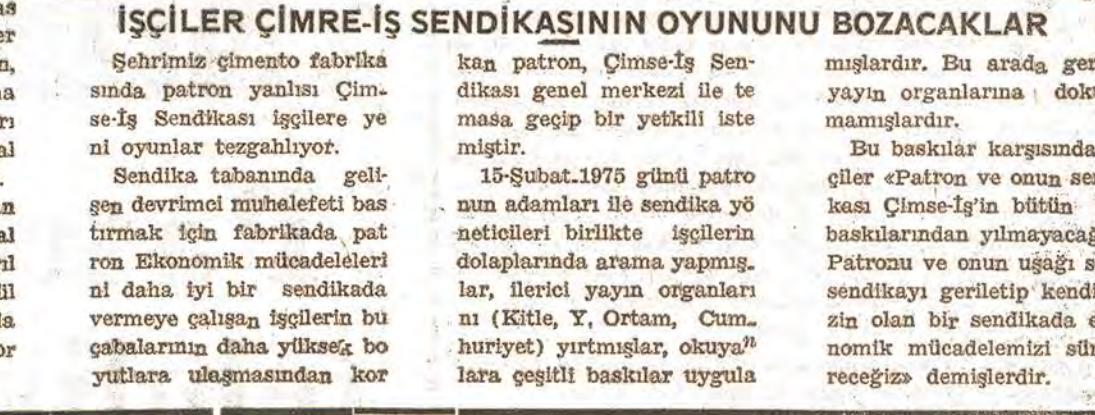 İŞÇİLER ÇİMRE-İŞ SENDİKASININ OYUNUNU BOZACAKLAR
Şehrimiz çimento fabrika
sında patron yanlısı Çim-
se-İş Sendikası işçilere ye
ni oyunlar tezgahlıyor.
Sendika tabanında geli-
şen devrimci muhalefeti bas
tırmak için fabrikada pat
ron Ekonomik mücadeleleri
ni daha iyi bir sendikada
vermeye çalışan işçilerin bu
çabalarının daha yüksek bo
yutlara ulaşmasından kor
kan patron, Çimse-İş Sen-
dikası genel merkezi ile te
masa geçip bir yetkili iste
miştir.
15-Şubat.1975 günü patro
nun adamları ile sendika yö
neticileri birlikte işçilerin
dolaplarında arama yapmış-
lar, ilerici yayın organları
nı (Kitle, Y, Ortam, Cum-
huriyet) yırtmışlar, okuyan
lara çeşitli baskılar uygula
mışlardır. Bu arada ger
yayın organlarına dok
mamışlardır.
Bu baskılar karşısında
çiler «Patron ve onun sen
kası Çimse-İş'in bütün
baskılarından yılmayacağ
Patronu ve onun uşağı s
sendikayı geriletip kendi
zin olan bir sendikada e
nomik mücadelemizi sür
receğiz» demişlerdir.